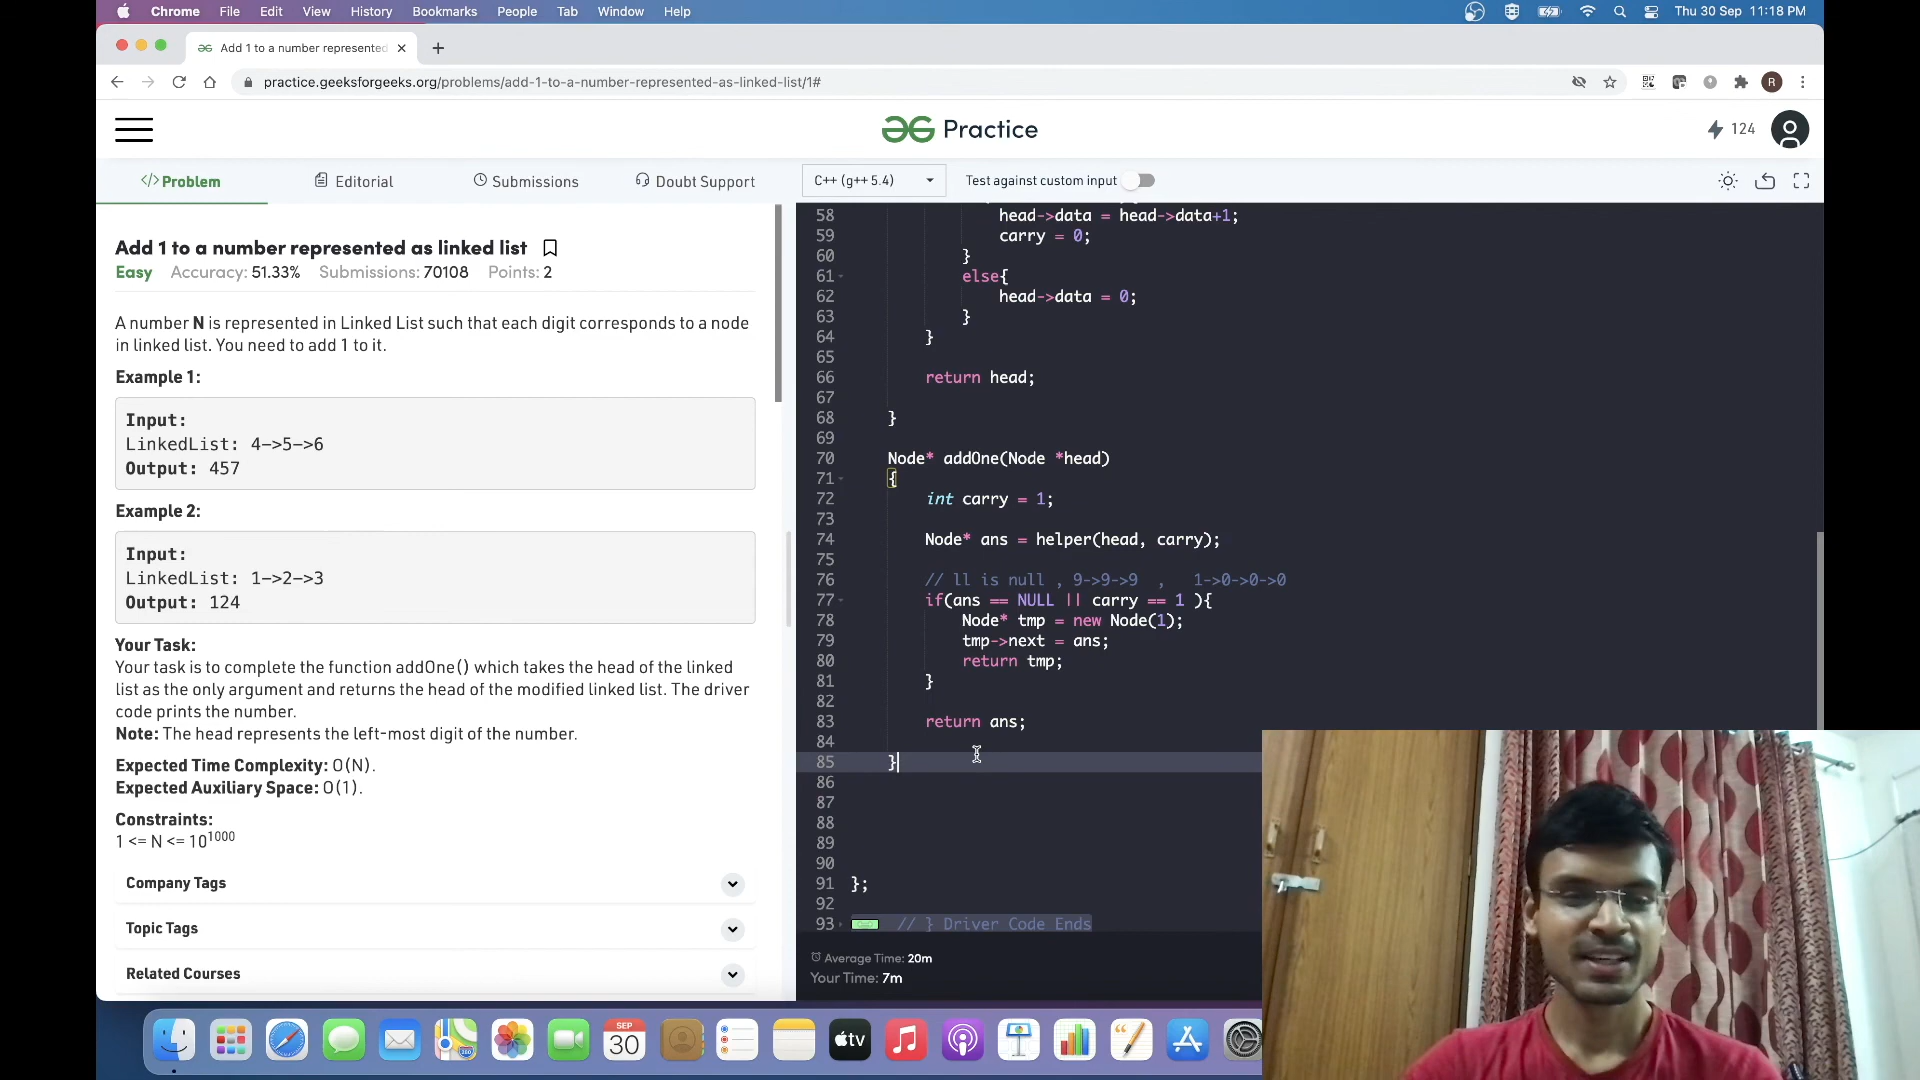 Chrome File Edit View History Bookmarks People Tab Window Help Thu 30 Sep 11:18 PM
Add 1 to a number represented
practice.geeksforgeeks.org/problems/add-1-to-a-number-represented-as-linked-list/1# R
Practice
124
</> Problem Editorial Submissions Doubt Support
C++ (g++ 5.4) Test against custom input
Add 1 to a number represented as linked list
Easy Accuracy: 51.33% Submissions: 70108 Points: 2
A number N is represented in Linked List such that each digit corresponds to a node
in linked list. You need to add 1 to it.
Example 1:
Input:
LinkedList: 4->5->6
Output: 457
Example 2:
Input:
LinkedList: 1->2->3
Output: 124
Your Task:
Your task is to complete the function addOne() which takes the head of the linked
list as the only argument and returns the head of the modified linked list. The driver
code prints the number.
Note: The head represents the left-most digit of the number.
Expected Time Complexity: O(N).
Expected Auxiliary Space: O(1).
Constraints:
1 <= N <= 10^1000
Company Tags
Topic Tags
Related Courses
58 head->data = head->data+1;
59 carry = 0;
60 }
61 else{
62 head->data = 0;
63 }
64 }
65
66 return head;
67
68 }
69
70 Node* addOne(Node *head)
71 {
72 int carry = 1;
73
74 Node* ans = helper(head, carry);
75
76 // ll is null , 9->9->9 , 1->0->0->0
77 if(ans == NULL || carry == 1 ){
78 Node* tmp = new Node(1);
79 tmp->next = ans;
80 return tmp;
81 }
82
83 return ans;
84
85 }
86
87
88
89
90
91 };
92
93 // } Driver Code Ends
Average Time: 20m
Your Time: 7m
SEP
30
tv